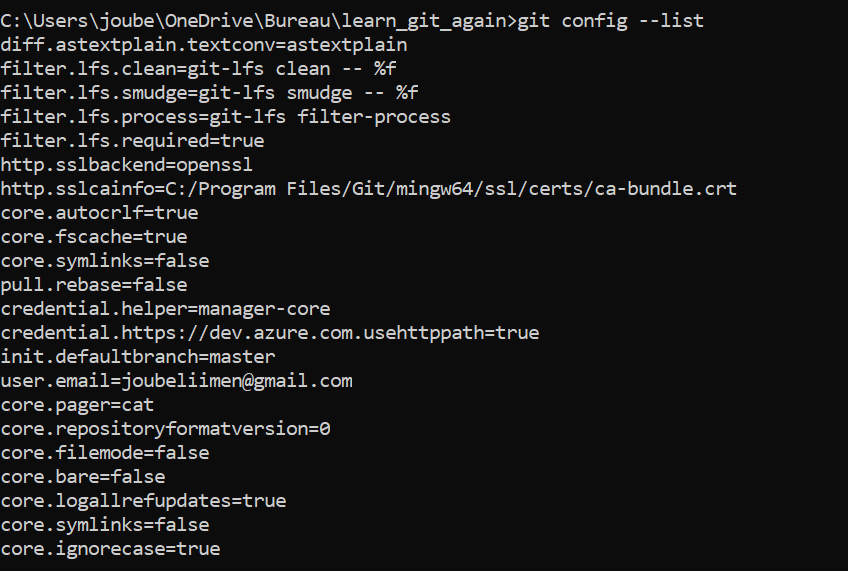 C:\Users\joube\OneDrive\Bureau\learn_git_again>git config --list
diff.astextplain.textconv=astextplain
filter.lfs.clean=git-lfs clean -- %f
filter.lfs.smudge=git-lfs smudge -- %f
filter.lfs.process=git-lfs filter-process
filter.lfs.required=true
http.sslbackend=openssl
http.sslcainfo=C:/Program Files/Git/mingw64/ssl/certs/ca-bundle.crt
core.autocrlf=true
core.fscache=true
core.symlinks=false
pull.rebase=false
credential.helper=manager-core
credential.https://dev.azure.com.usehttppath=true
init.defaultbranch=master
user.email=joubeliimen@gmail.com
core.pager=cat
core.repositoryformatversion=0
core.filemode=false
core.bare=false
core.logallrefupdates=true
core.symlinks=false
core.ignorecase=true